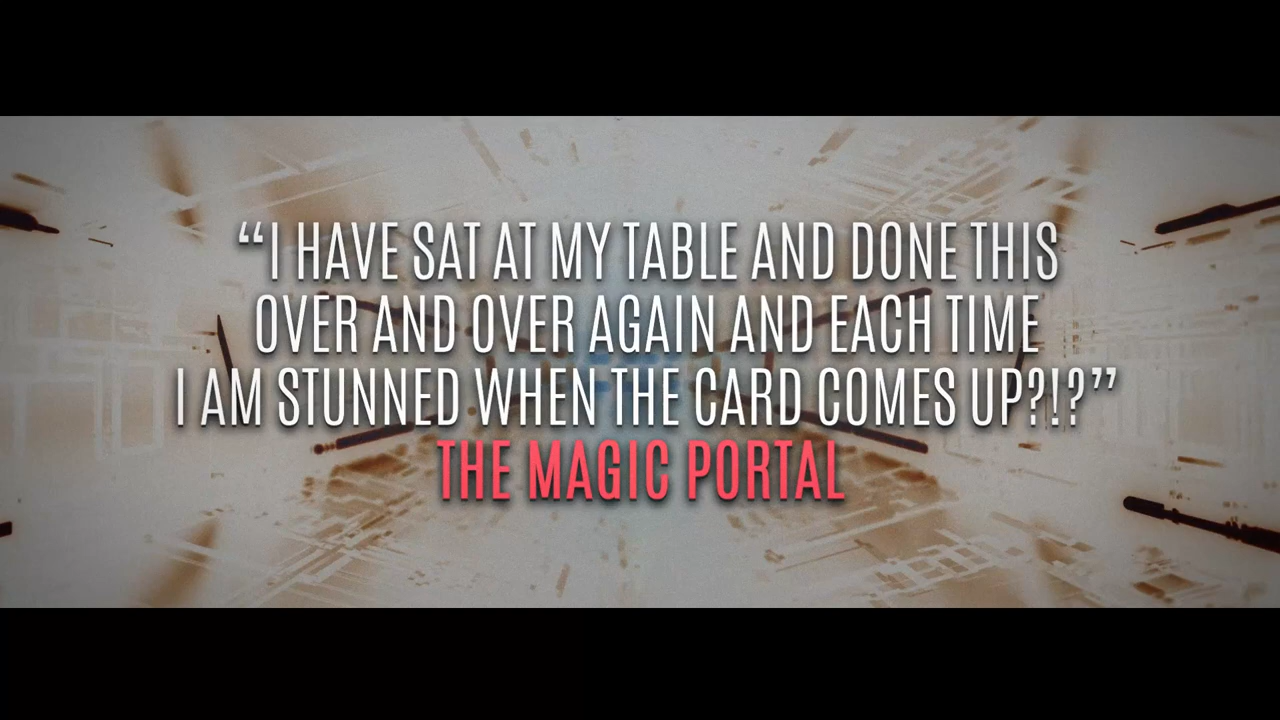 “I HAVE SAT AT MY TABLE AND DONE THIS
OVER AND OVER AGAIN AND EACH TIME
I AM STUNNED WHEN THE CARD COMES UP?!?”
THE MAGIC PORTAL